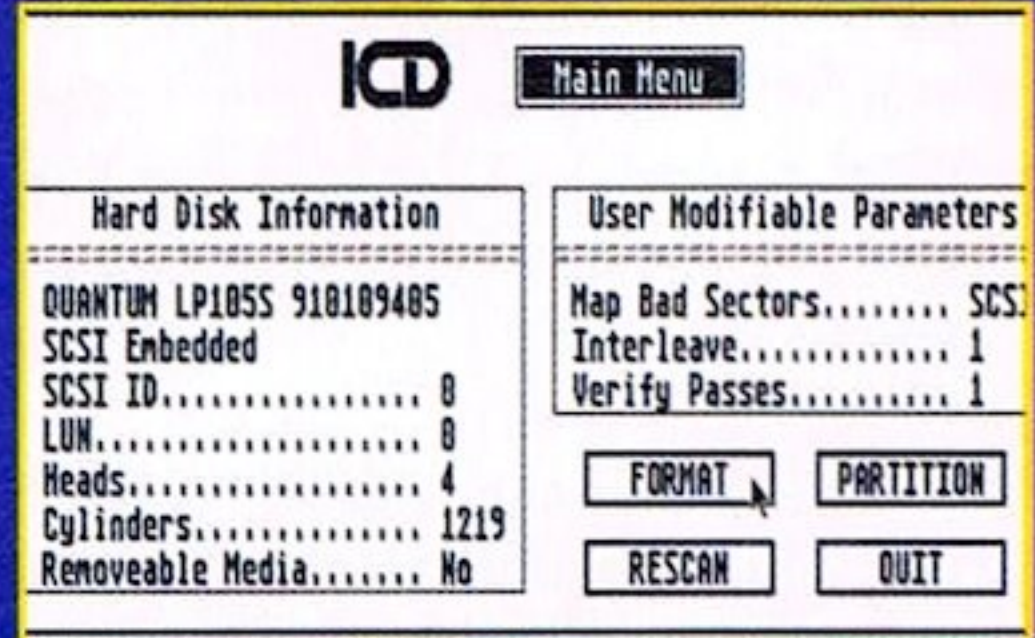 ICD Main Menu
Hard Disk Information
QUANTUM LP105S 910109405
SCSI Embedded
SCSI ID................. 0
LUN..................... 0
Heads................... 4
Cylinders............... 1219
Removeable Media....... No
User Modifiable Parameters
Map Bad Sectors........ SCSI
Interleave............. 1
Verify Passes.......... 1
FORMAT PARTITION
RESCAN QUIT